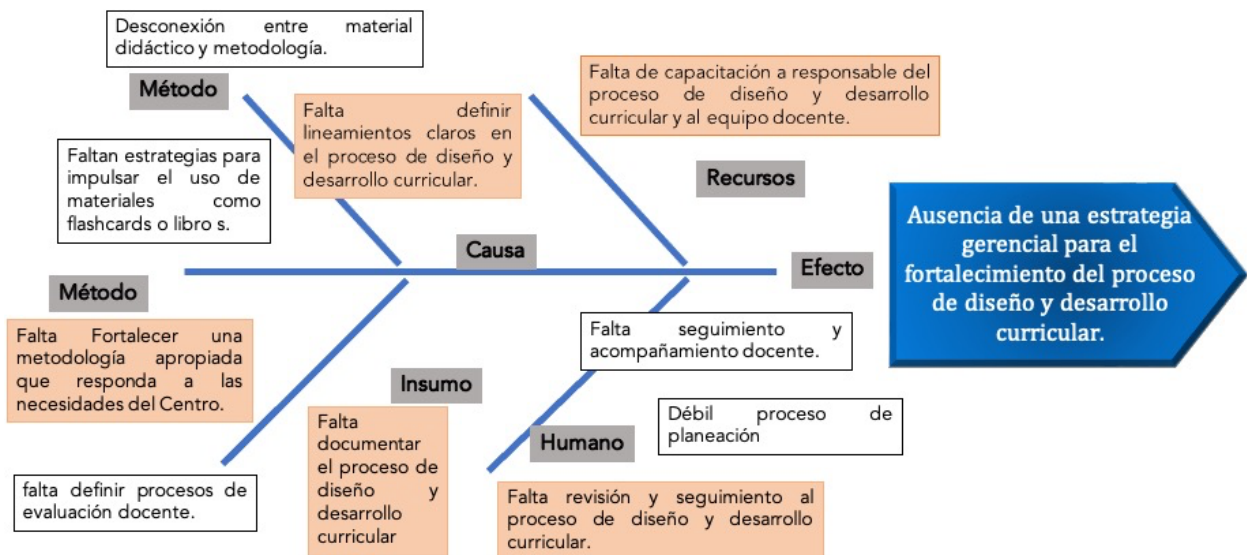 Desconexión entre material
didáctico y metodología.
Método
Falta definir
lineamientos claros en
el proceso de diseño y
desarrollo curricular.
Falta de capacitación a responsable del
proceso de diseño y desarrollo
curricular y al equipo docente.
Faltan estrategias para
impulsar el uso de
materiales como
flashcards o libro s.
Recursos
Causa
Efecto
Ausencia de una estrategia
gerencial para el
fortalecimiento del proceso
de diseño y desarrollo
curricular.
Método
Falta Fortalecer una
metodología apropiada
que responda a las
necesidades del Centro.
Falta seguimiento y
acompañamiento docente.
Insumo
Falta
documentar
el proceso de
diseño y
desarrollo
curricular
Débil proceso de
planeación
Humano
falta definir procesos de
evaluación docente.
Falta revisión y seguimiento al
proceso de diseño y desarrollo
curricular.